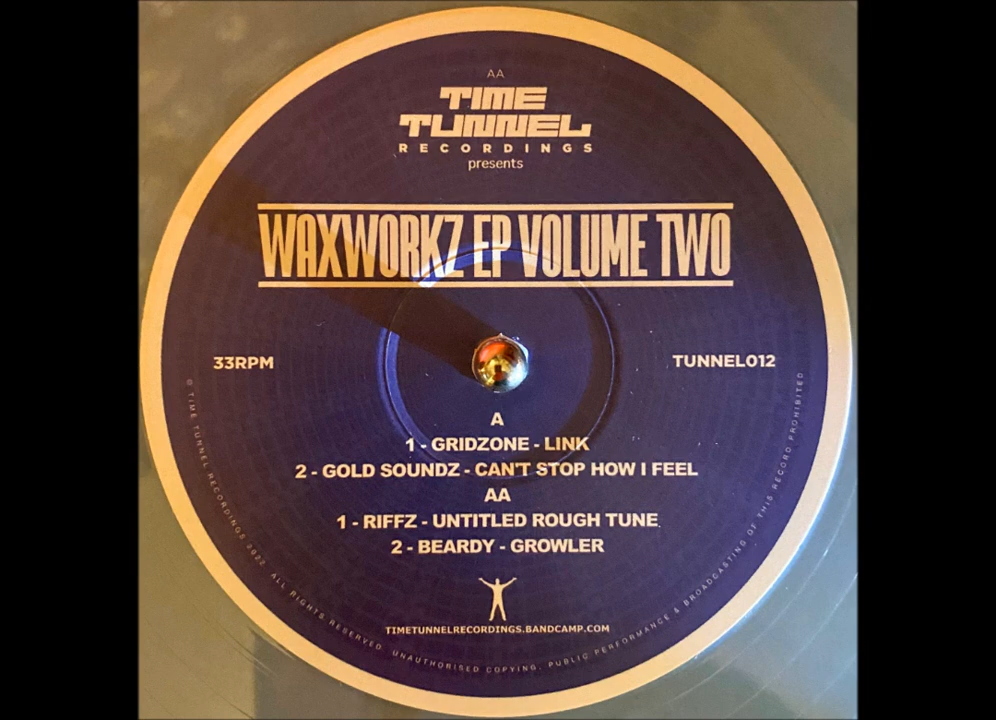 AA
TIME
TUNNEL
RECORDINGS
presents
WAXWORKZ EP VOLUME TWO
33RPM
TUNNEL012
A
1 - GRIDZONE - LINK
2 - GOLD SOUNDZ - CAN'T STOP HOW I FEEL
AA
1 - RIFFZ - UNTITLED ROUGH TUNE
2 - BEARDY - GROWLER
TIMETUNNELRECORDINGS.BANDCAMP.COM
© TIME TUNNEL RECORDINGS 2022. ALL RIGHTS RESERVED. UNAUTHORISED COPYING, PUBLIC PERFORMANCE & BROADCASTING OF THIS RECORD PROHIBITED